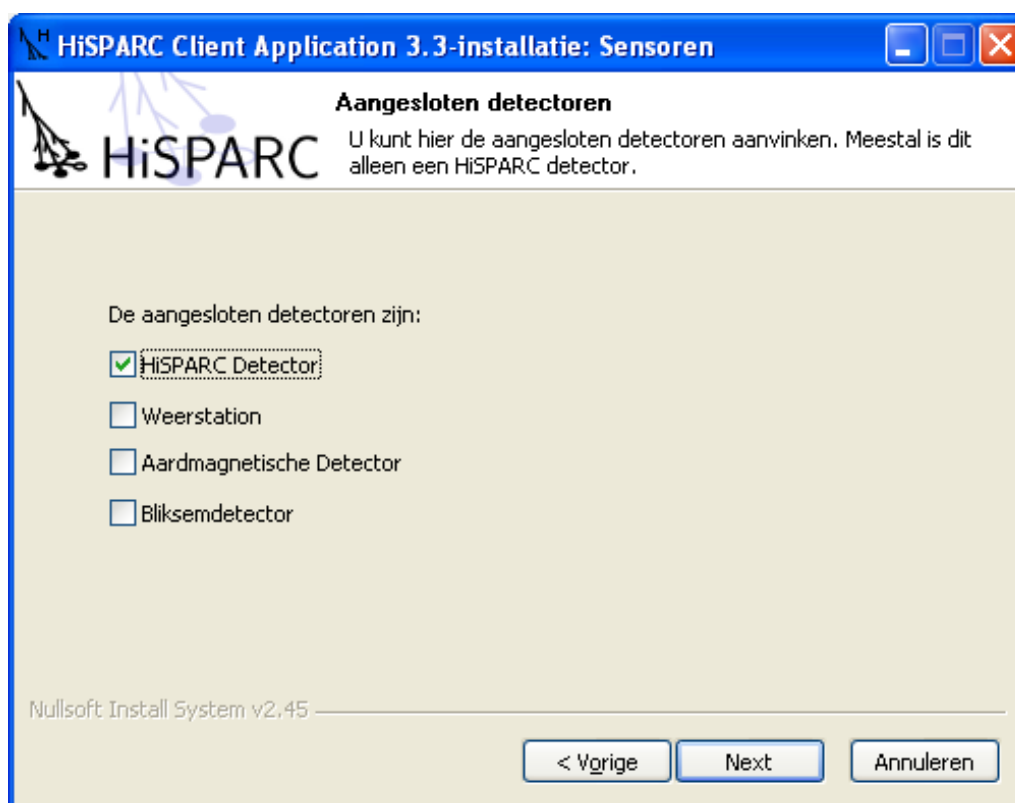 HiSPARC Client Application 3.3-installatie: Sensoren
H
HiSPARC
Aangesloten detectoren
U kunt hier de aangesloten detectoren aanvinken. Meestal is dit
alleen een HiSPARC detector.
De aangesloten detectoren zijn:
HiSPARC Detector
Weerstation
Aardmagnetische Detector
Bliksemdetector
Nullsoft Install System v2.45
< Vorige
Next
Annuleren